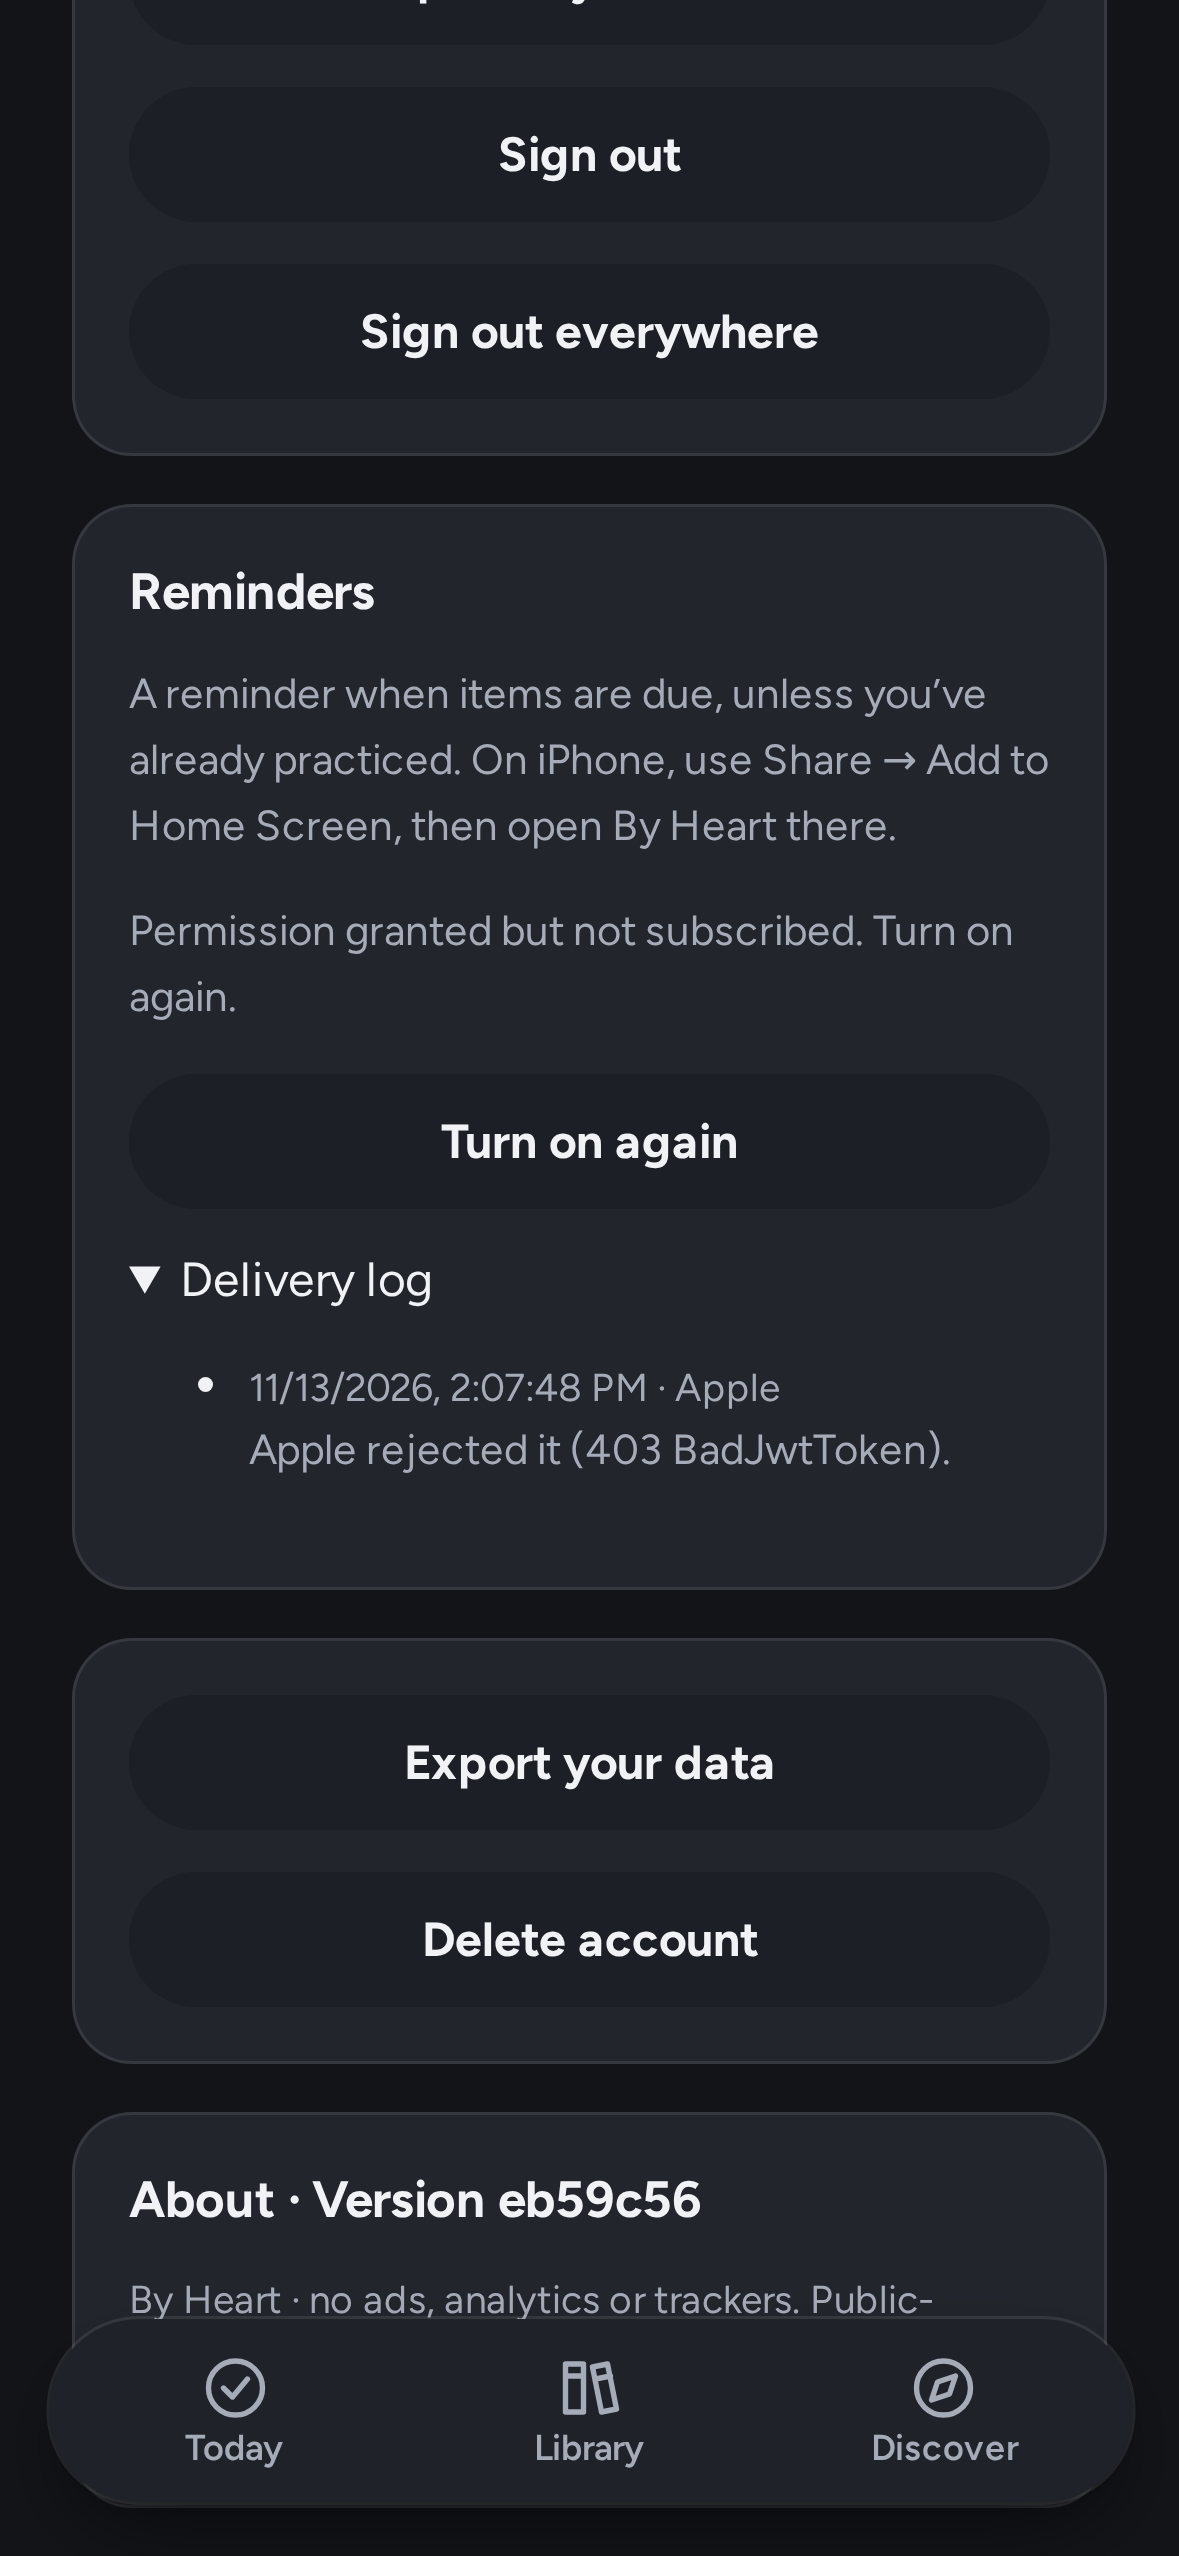 Sign out
Sign out everywhere
Reminders
A reminder when items are due, unless you’ve
already practiced. On iPhone, use Share → Add to
Home Screen, then open By Heart there.
Permission granted but not subscribed. Turn on
again.
Turn on again
▼ Delivery log
• 11/13/2026, 2:07:48 PM · Apple
Apple rejected it (403 BadJwtToken).
Export your data
Delete account
About · Version eb59c56
By Heart · no ads, analytics or trackers. Public-
Today
Library
Discover